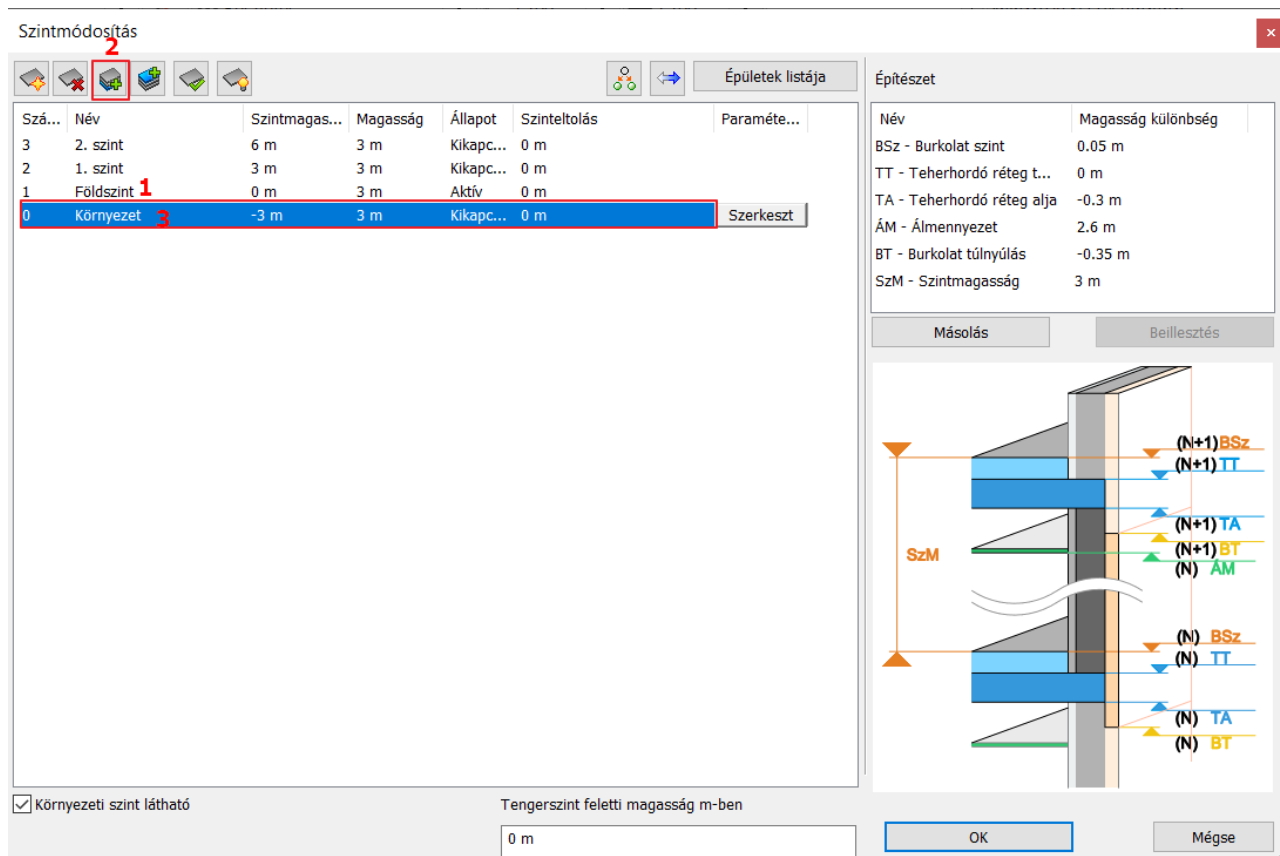 Szintmódosítás
2
Épületek listája
Szá... Név Szintmagas... Magasság Állapot Szinteltolás Paraméte...
3 2. szint 6 m 3 m Kikapc... 0 m
2 1. szint 3 m 3 m Kikapc... 0 m
1 Földszint 1 0 m 3 m Aktív 0 m
0 Környezet 3 -3 m 3 m Kikapc... 0 m Szerkeszt
Környezeti szint látható
Tengerszint feletti magasság m-ben
0 m
Építészet
Név Magasság különbség
BSz - Burkolat szint 0.05 m
TT - Teherhordó réteg t... 0 m
TA - Teherhordó réteg alja -0.3 m
ÁM - Álmennyezet 2.6 m
BT - Burkolat túlnyúlás -0.35 m
SzM - Szintmagasság 3 m
Másolás Beillesztés
(N+1) BSz
(N+1) TT
(N+1) TA
(N+1) BT
(N) ÁM
SzM
(N) BSz
(N) TT
(N) TA
(N) BT
OK Mégse